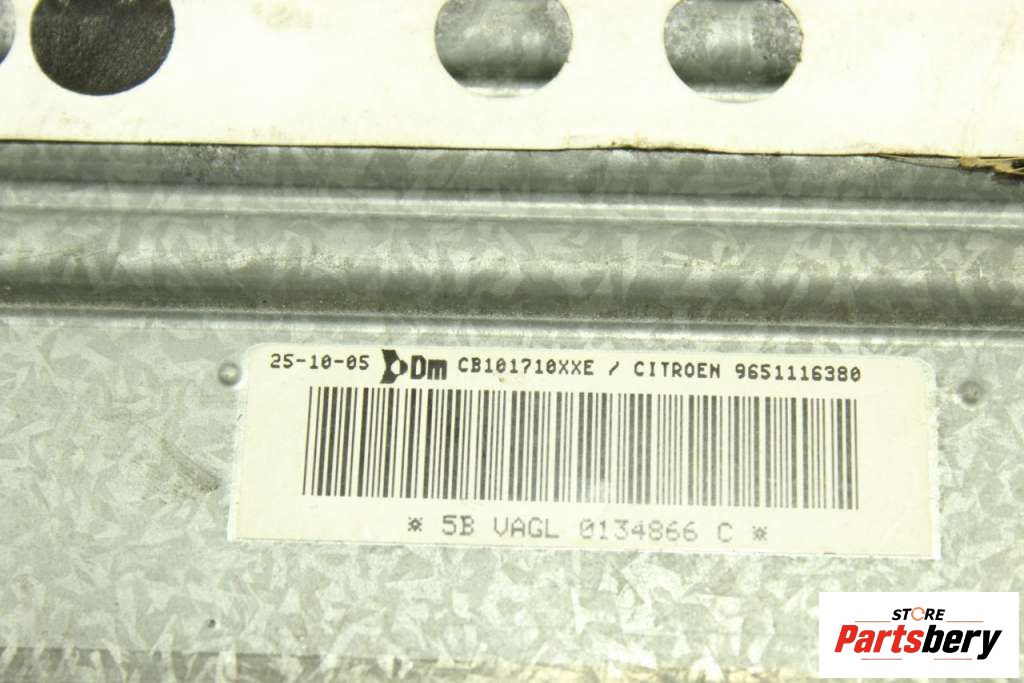 25-10-05 Dm CB101710XXE / CITROEN 9651116380
* 5B VAGL 0134866 C *
STORE
Partsbery